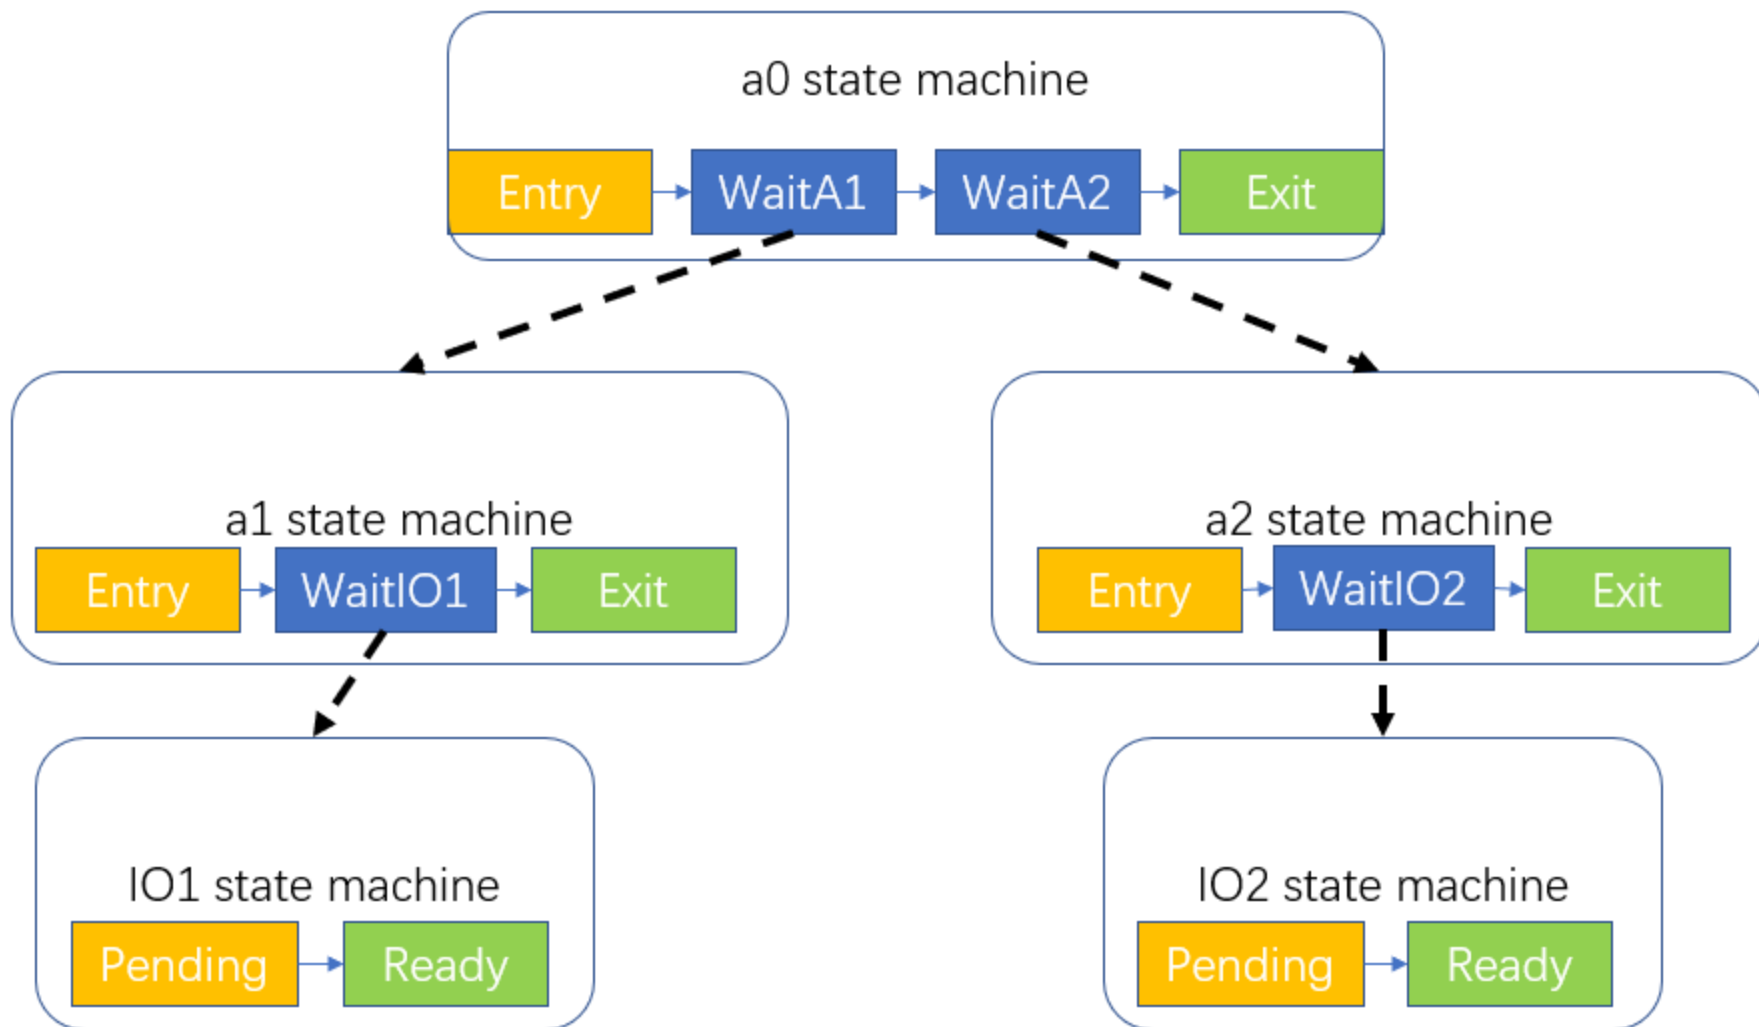 a0 state machine
Entry WaitA1 WaitA2 Exit
a1 state machine
Entry WaitIO1 Exit
a2 state machine
Entry WaitIO2 Exit
IO1 state machine
Pending Ready
IO2 state machine
Pending Ready